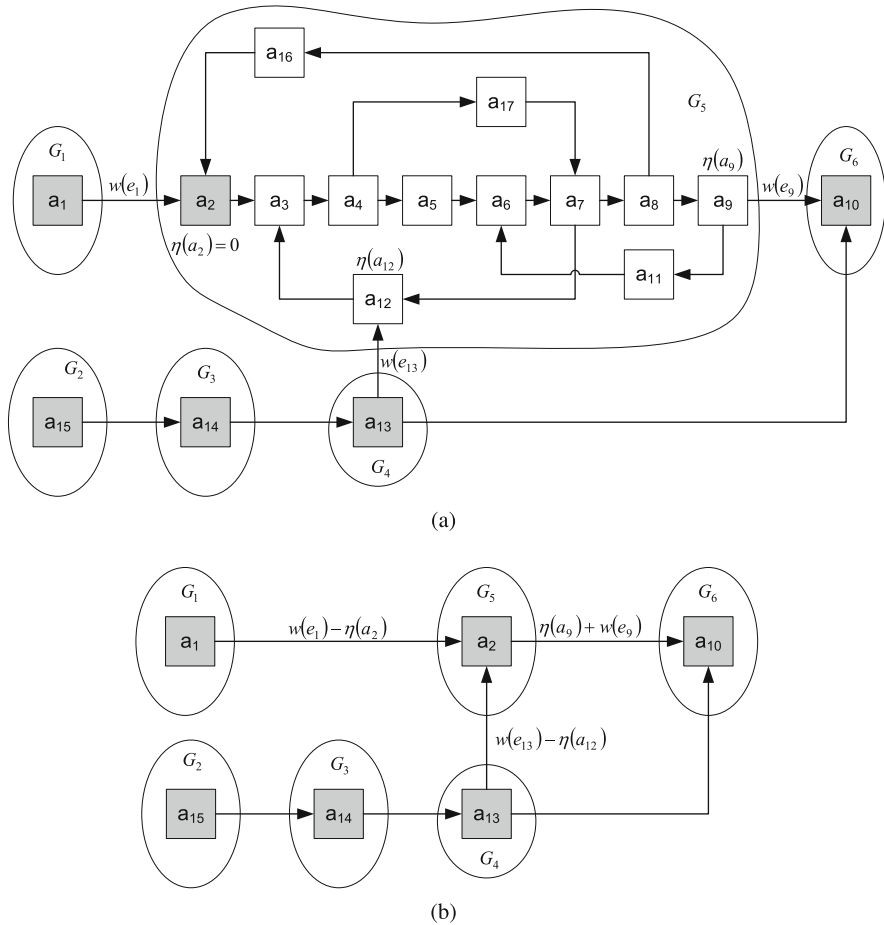 a₁₆
a₁₇
G₅
G₁
η(a₉)
G₆
w(e₁)
w(e₉)
a₁ a₂ a₃ a₄ a₅ a₆ a₇ a₈ a₉ a₁₀
η(a₂)=0
η(a₁₂)
a₁₁
a₁₂
w(e₁₃)
G₂ G₃
a₁₅ a₁₄ a₁₃
G₄
(a)
G₁ G₅ G₆
w(e₁)−η(a₂) η(a₉)+w(e₉)
a₁ a₂ a₁₀
w(e₁₃)−η(a₁₂)
G₂ G₃
a₁₅ a₁₄ a₁₃
G₄
(b)